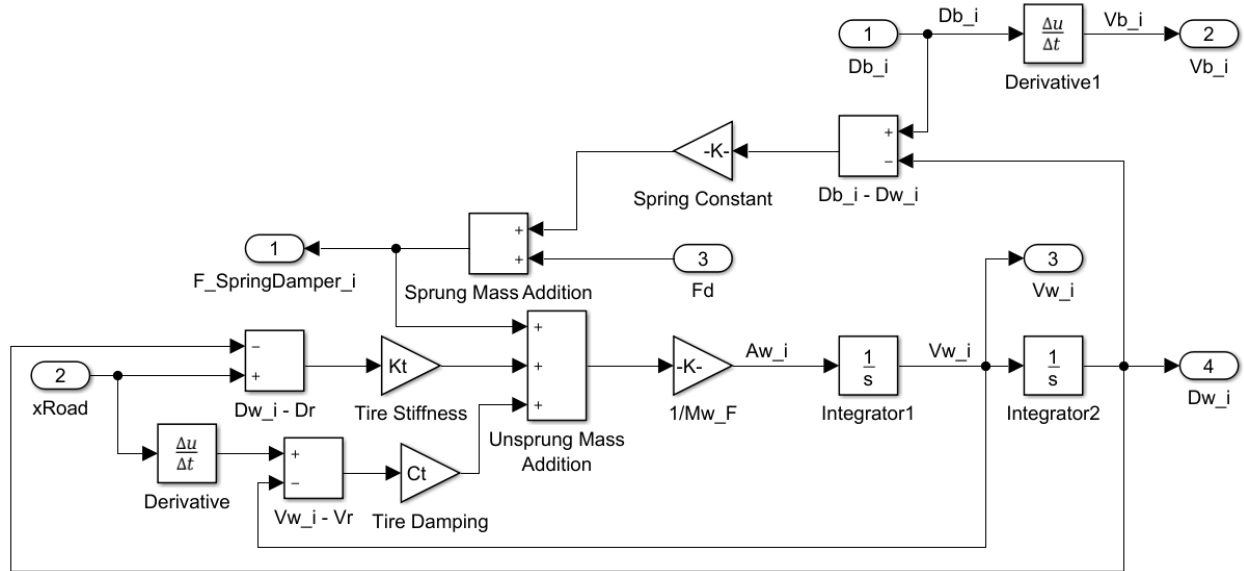 1
Db_i
Db_i
Δu
Δt
Derivative1
Vb_i
2
Vb_i
+
−
Db_i - Dw_i
-K-
Spring Constant
1
F_SpringDamper_i
+
+
Sprung Mass Addition
3
Fd
3
Vw_i
2
xRoad
−
+
Dw_i - Dr
Kt
Tire Stiffness
+
+
+
Unsprung Mass
Addition
-K-
1/Mw_F
Aw_i
1
s
Integrator1
Vw_i
1
s
Integrator2
4
Dw_i
Δu
Δt
Derivative
+
−
Vw_i - Vr
Ct
Tire Damping